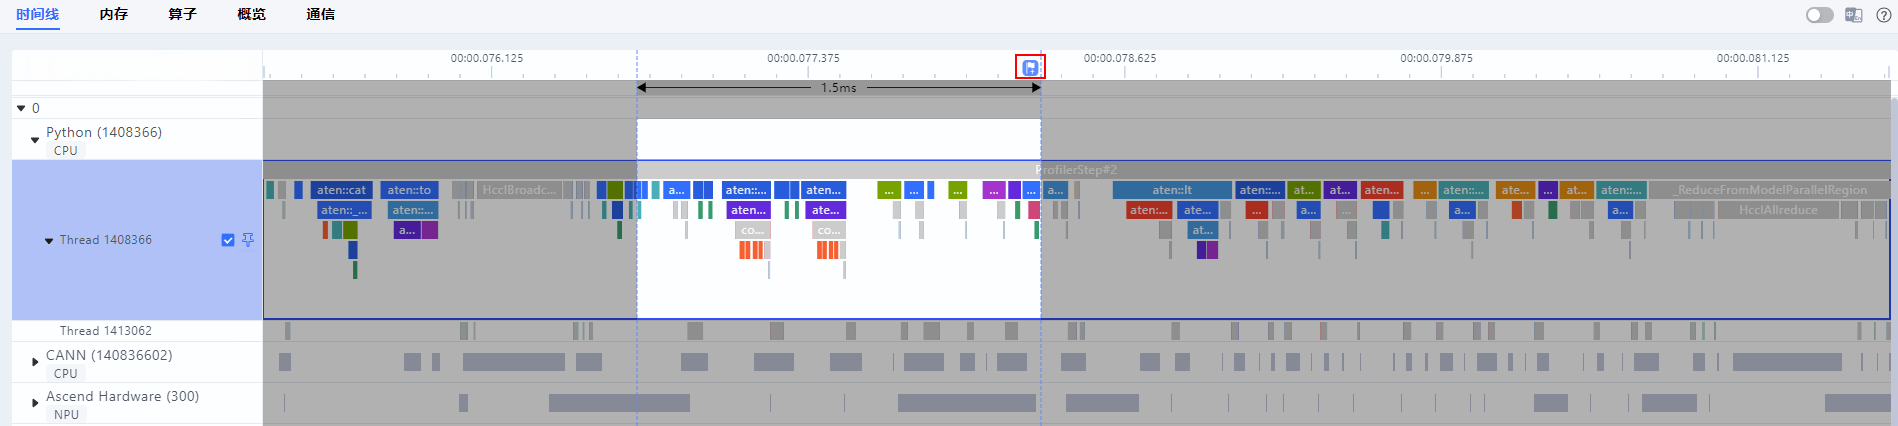 时间线 内存 算子 概览 通信
00:00.076.125 00:00.077.375 00:00.078.625 00:00.079.875 00:00.081.125
1.5ms
0
Python (1408366)
CPU
ProfilerStep#2
aten::cat aten::to HcclBroadc... a... aten::... aten... ... ... ... ... ... a... aten::lt aten::... at... at... aten... ... aten::... ate... ... at... aten::... _ReduceFromModelParallelRegion
aten::_... aten::... aten... ate... aten:... ate... ... a... a... a... HcclAllreduce
a... co... co... at...
Thread 1408366
Thread 1413062
CANN (140836602)
CPU
Ascend Hardware (300)
NPU